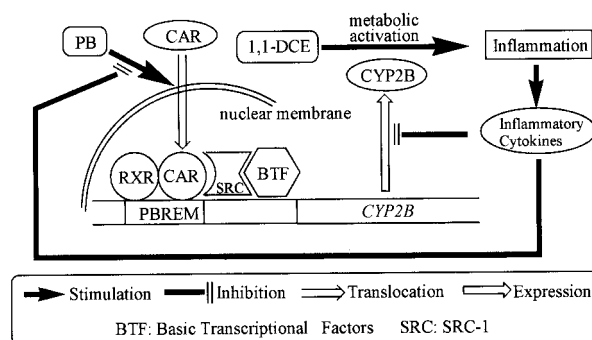 PB
CAR
1,1-DCE
metabolic
activation
Inflammation
CYP2B
nuclear membrane
Inflammatory
Cytokines
RXR
CAR
SRC
BTF
PBREM
CYP2B
Stimulation
Inhibition
Translocation
Expression
BTF: Basic Transcriptional Factors SRC: SRC-1